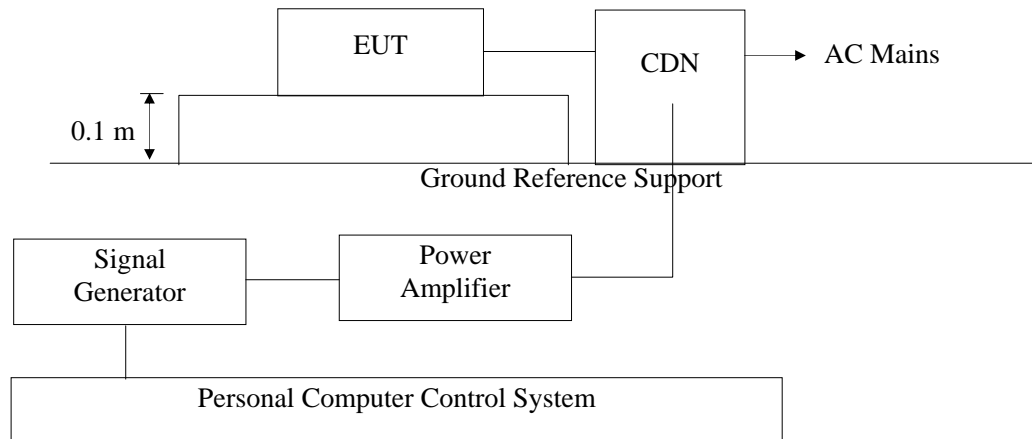 EUT
CDN
AC Mains
0.1 m
Ground Reference Support
Signal
Generator
Power
Amplifier
Personal Computer Control System